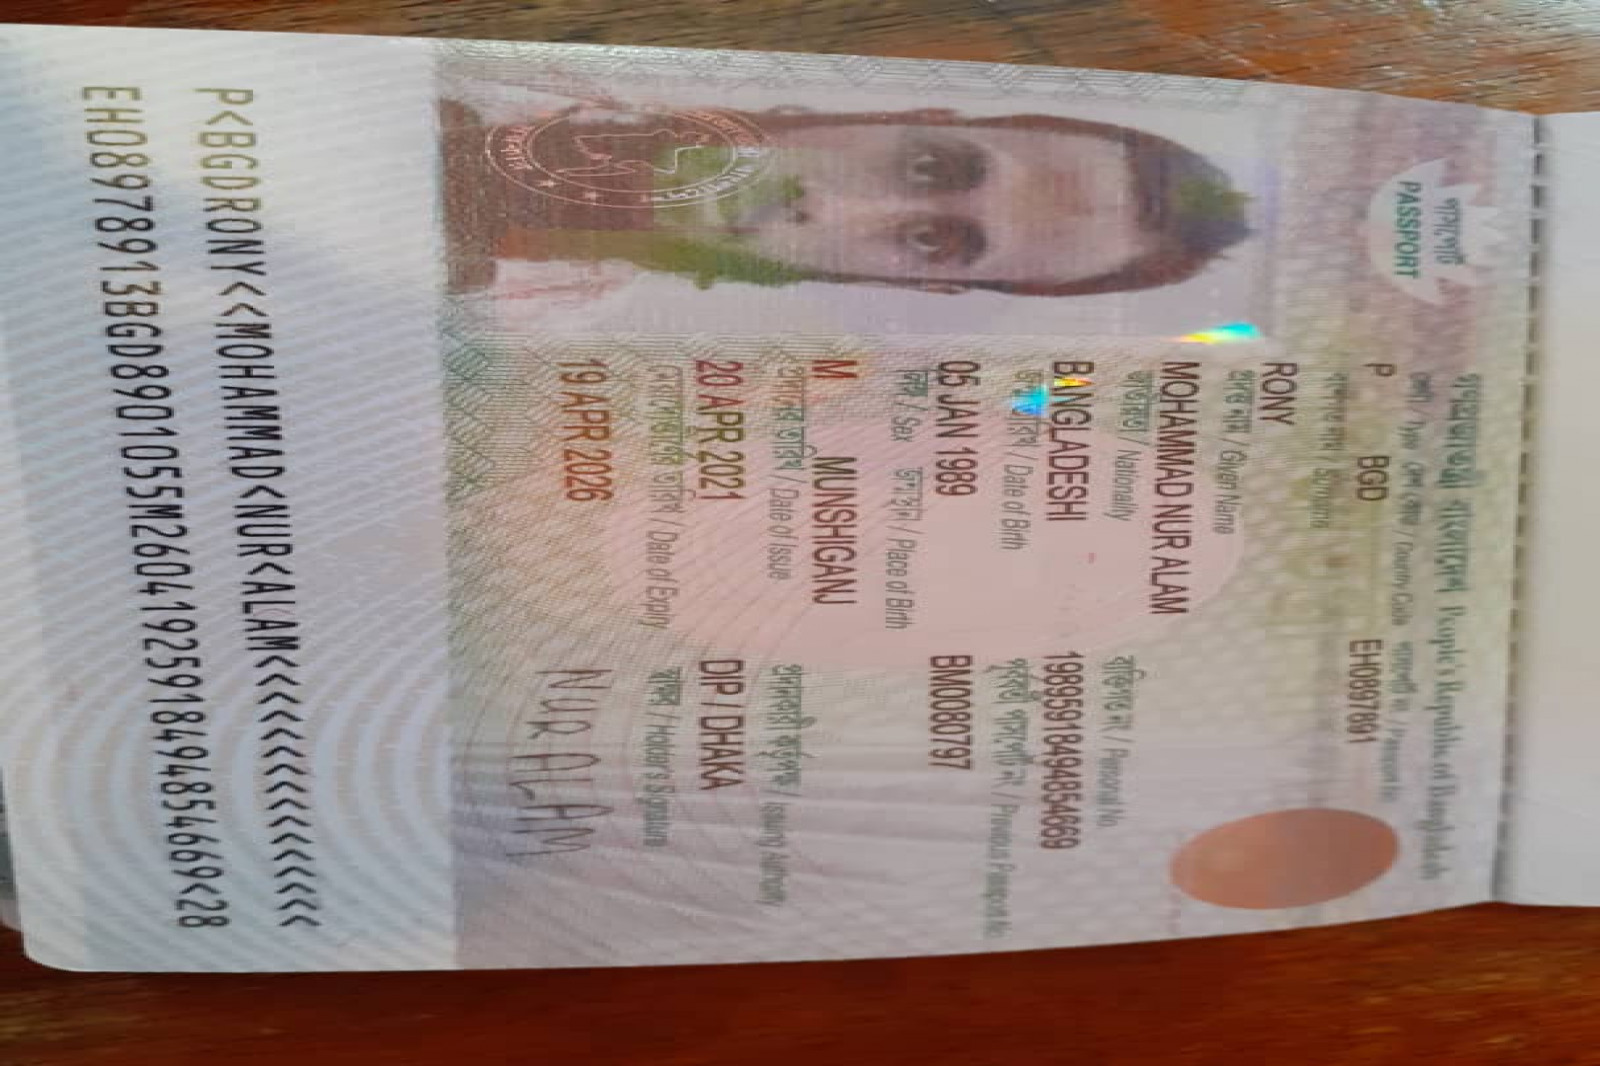 পাসপোর্ট
PASSPORT
গণপ্রজাতন্ত্রী বাংলাদেশ People's Republic of Bangladesh
শ্রেণী / Type দেশ কোড / Country Code পাসপোর্ট নং / Passport No.
P BGD EH0897891
বংশগত নাম / Surname
RONY
প্রদত্ত নাম / Given Name
MOHAMMAD NUR ALAM
জাতীয়তা / Nationality ব্যক্তিগত নং / Personal No.
BANGLADESHI 19895918494854669
জন্ম তারিখ / Date of Birth পূর্ববর্তী পাসপোর্ট নং / Previous Passport No.
05 JAN 1989 BM0080797
লিঙ্গ / Sex জন্মস্থান / Place of Birth
M MUNSHIGANJ
প্রদানের তারিখ / Date of Issue প্রদানকারী কর্তৃপক্ষ / Issuing Authority
20 APR 2021 DIP / DHAKA
মেয়াদোত্তীর্ণের তারিখ / Date of Expiry স্বাক্ষর / Holder's Signature
19 APR 2026 NUR ALAM
P<BGDRONY<<MOHAMMAD<NUR<ALAM<<<<<<<<<<<<<<<<
EH08978913BGD8901055M260419259184948546​69<28